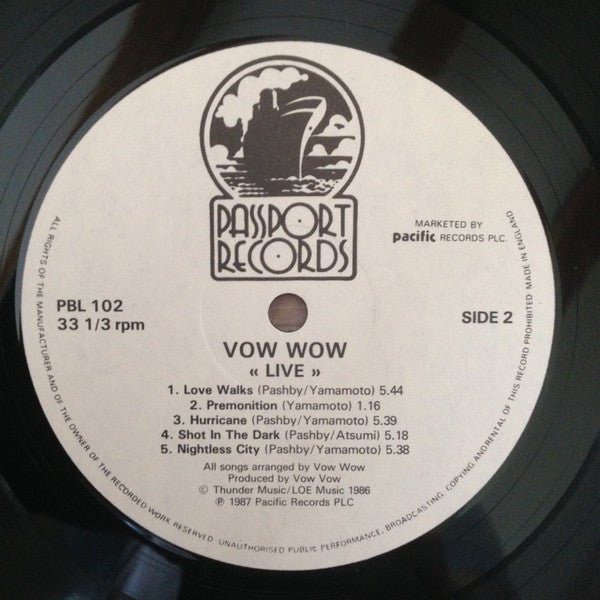 PASSPORT
RECORDS
MARKETED BY
pacific RECORDS PLC.
PBL 102
33 1/3 rpm
SIDE 2
VOW WOW
« LIVE »
1. Love Walks (Pashby/Yamamoto) 5.44
2. Premonition (Yamamoto) 1.16
3. Hurricane (Pashby/Yamamoto) 5.39
4. Shot In The Dark (Pashby/Atsumi) 5.18
5. Nightless City (Pashby/Yamamoto) 5.38
All songs arranged by Vow Wow
Produced by Vow Vow
© Thunder Music/LOE Music 1986
℗ 1987 Pacific Records PLC
ALL RIGHTS OF THE MANUFACTURER AND OF THE OWNER OF THE RECORDED WORK RESERVED UNAUTHORISED PUBLIC PERFORMANCE, BROADCASTING, COPYING AND RENTAL OF THIS RECORD PROHIBITED MADE IN ENGLAND